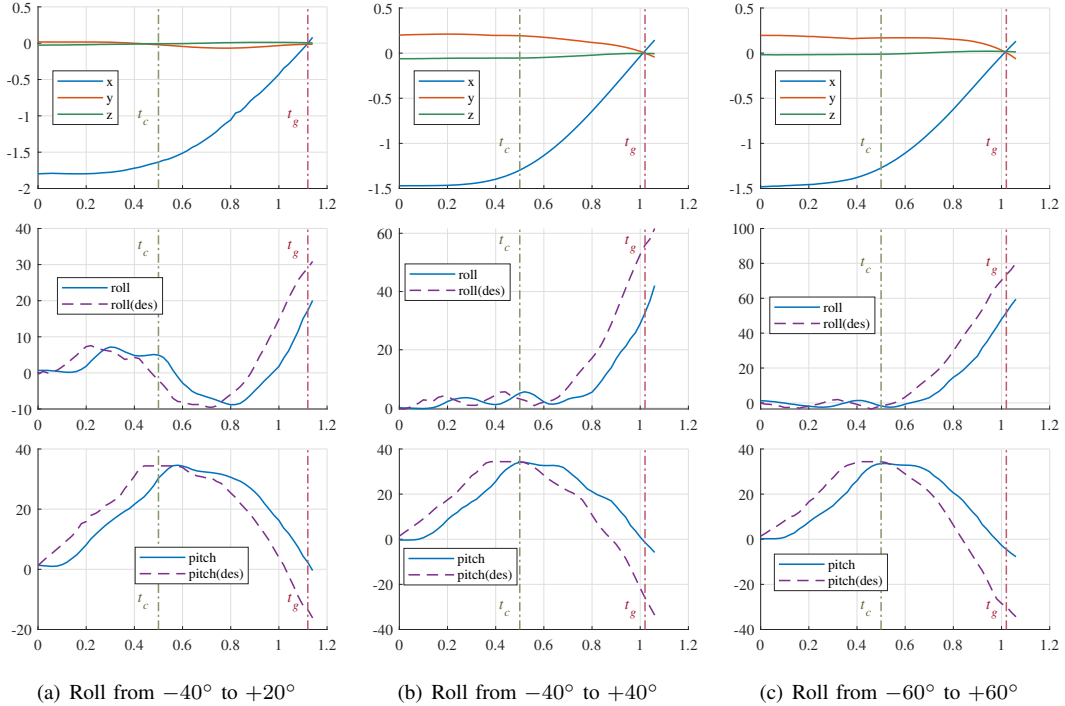 0.5
0
-0.5
-1
-1.5
-2
x
y
z
t_c
t_g
0 0.2 0.4 0.6 0.8 1 1.2
0.5
0
-0.5
-1
-1.5
x
y
z
t_c
t_g
0 0.2 0.4 0.6 0.8 1 1.2
0.5
0
-0.5
-1
-1.5
x
y
z
t_c
t_g
0 0.2 0.4 0.6 0.8 1 1.2
40
30
20
10
0
-10
t_c
t_g
roll
roll(des)
0 0.2 0.4 0.6 0.8 1 1.2
60
40
20
0
t_c
t_g
roll
roll(des)
0 0.2 0.4 0.6 0.8 1 1.2
100
80
60
40
20
0
t_c
t_g
roll
roll(des)
0 0.2 0.4 0.6 0.8 1 1.2
40
20
0
-20
pitch
pitch(des)
t_c
t_g
0 0.2 0.4 0.6 0.8 1 1.2
40
20
0
-20
-40
pitch
pitch(des)
t_c
t_g
0 0.2 0.4 0.6 0.8 1 1.2
40
20
0
-20
-40
pitch
pitch(des)
t_c
t_g
0 0.2 0.4 0.6 0.8 1 1.2
(a) Roll from −40° to +20°
(b) Roll from −40° to +40°
(c) Roll from −60° to +60°